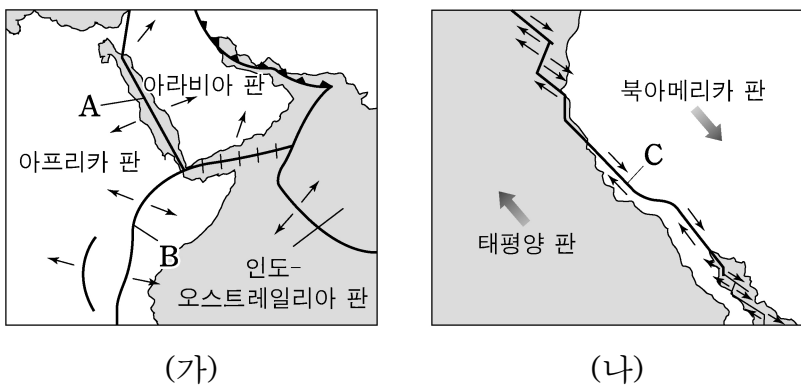 아라비아 판
A
아프리카 판
B
인도-
오스트레일리아 판
(가)
북아메리카 판
C
태평양 판
(나)